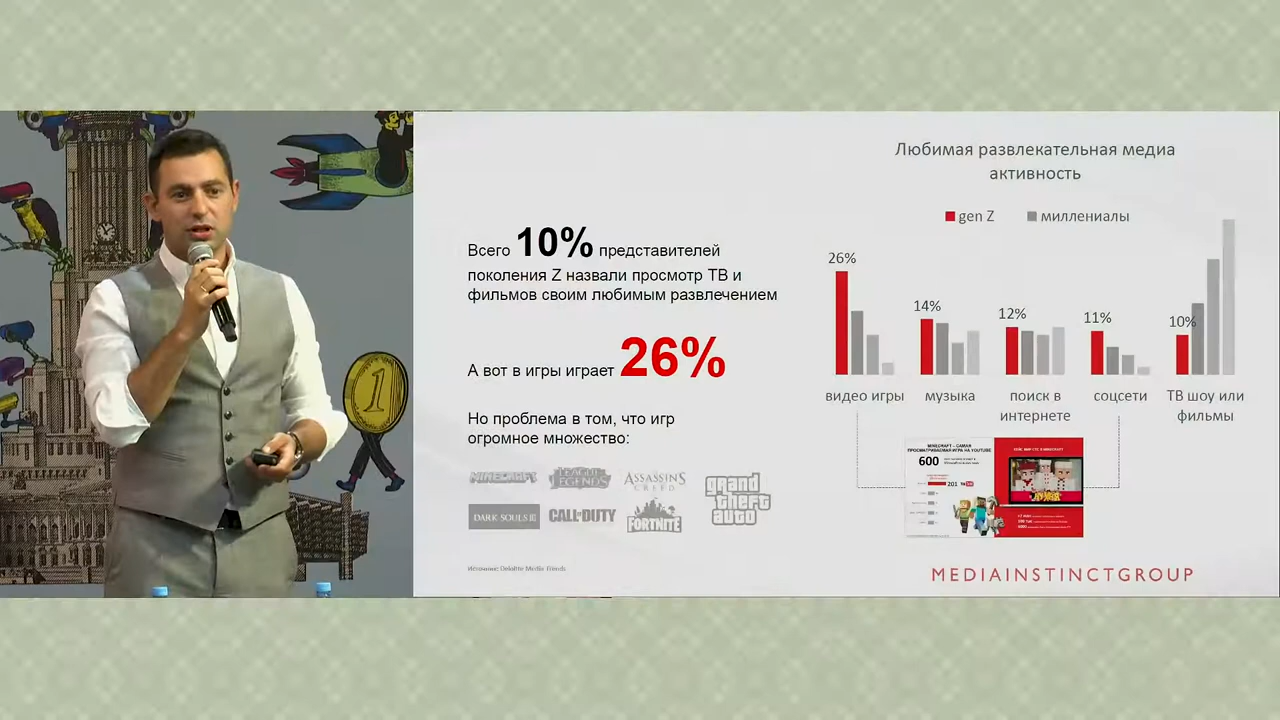 Любимая развлекательная медиа
активность
gen Z
миллениалы
Всего 10% представителей
поколения Z назвали просмотр ТВ и
фильмов своим любимым развлечением
А вот в игры играет 26%
Но проблема в том, что игр
огромное множество:
MINECRAFT
LEAGUE OF
LEGENDS
ASSASSIN'S
CREED
grand
theft
auto
DARK SOULS III
CALL OF DUTY
FORTNITE
26%
14%
12%
11%
10%
видео игры
музыка
поиск в
интернете
соцсети
ТВ шоу или
фильмы
MINECRAFT – САМАЯ
ПРОСМАТРИВАЕМАЯ ИГРА НА YOUTUBE
600
201
Источник: Deloitte Media Trends
MEDIAINSTINCTGROUP
1